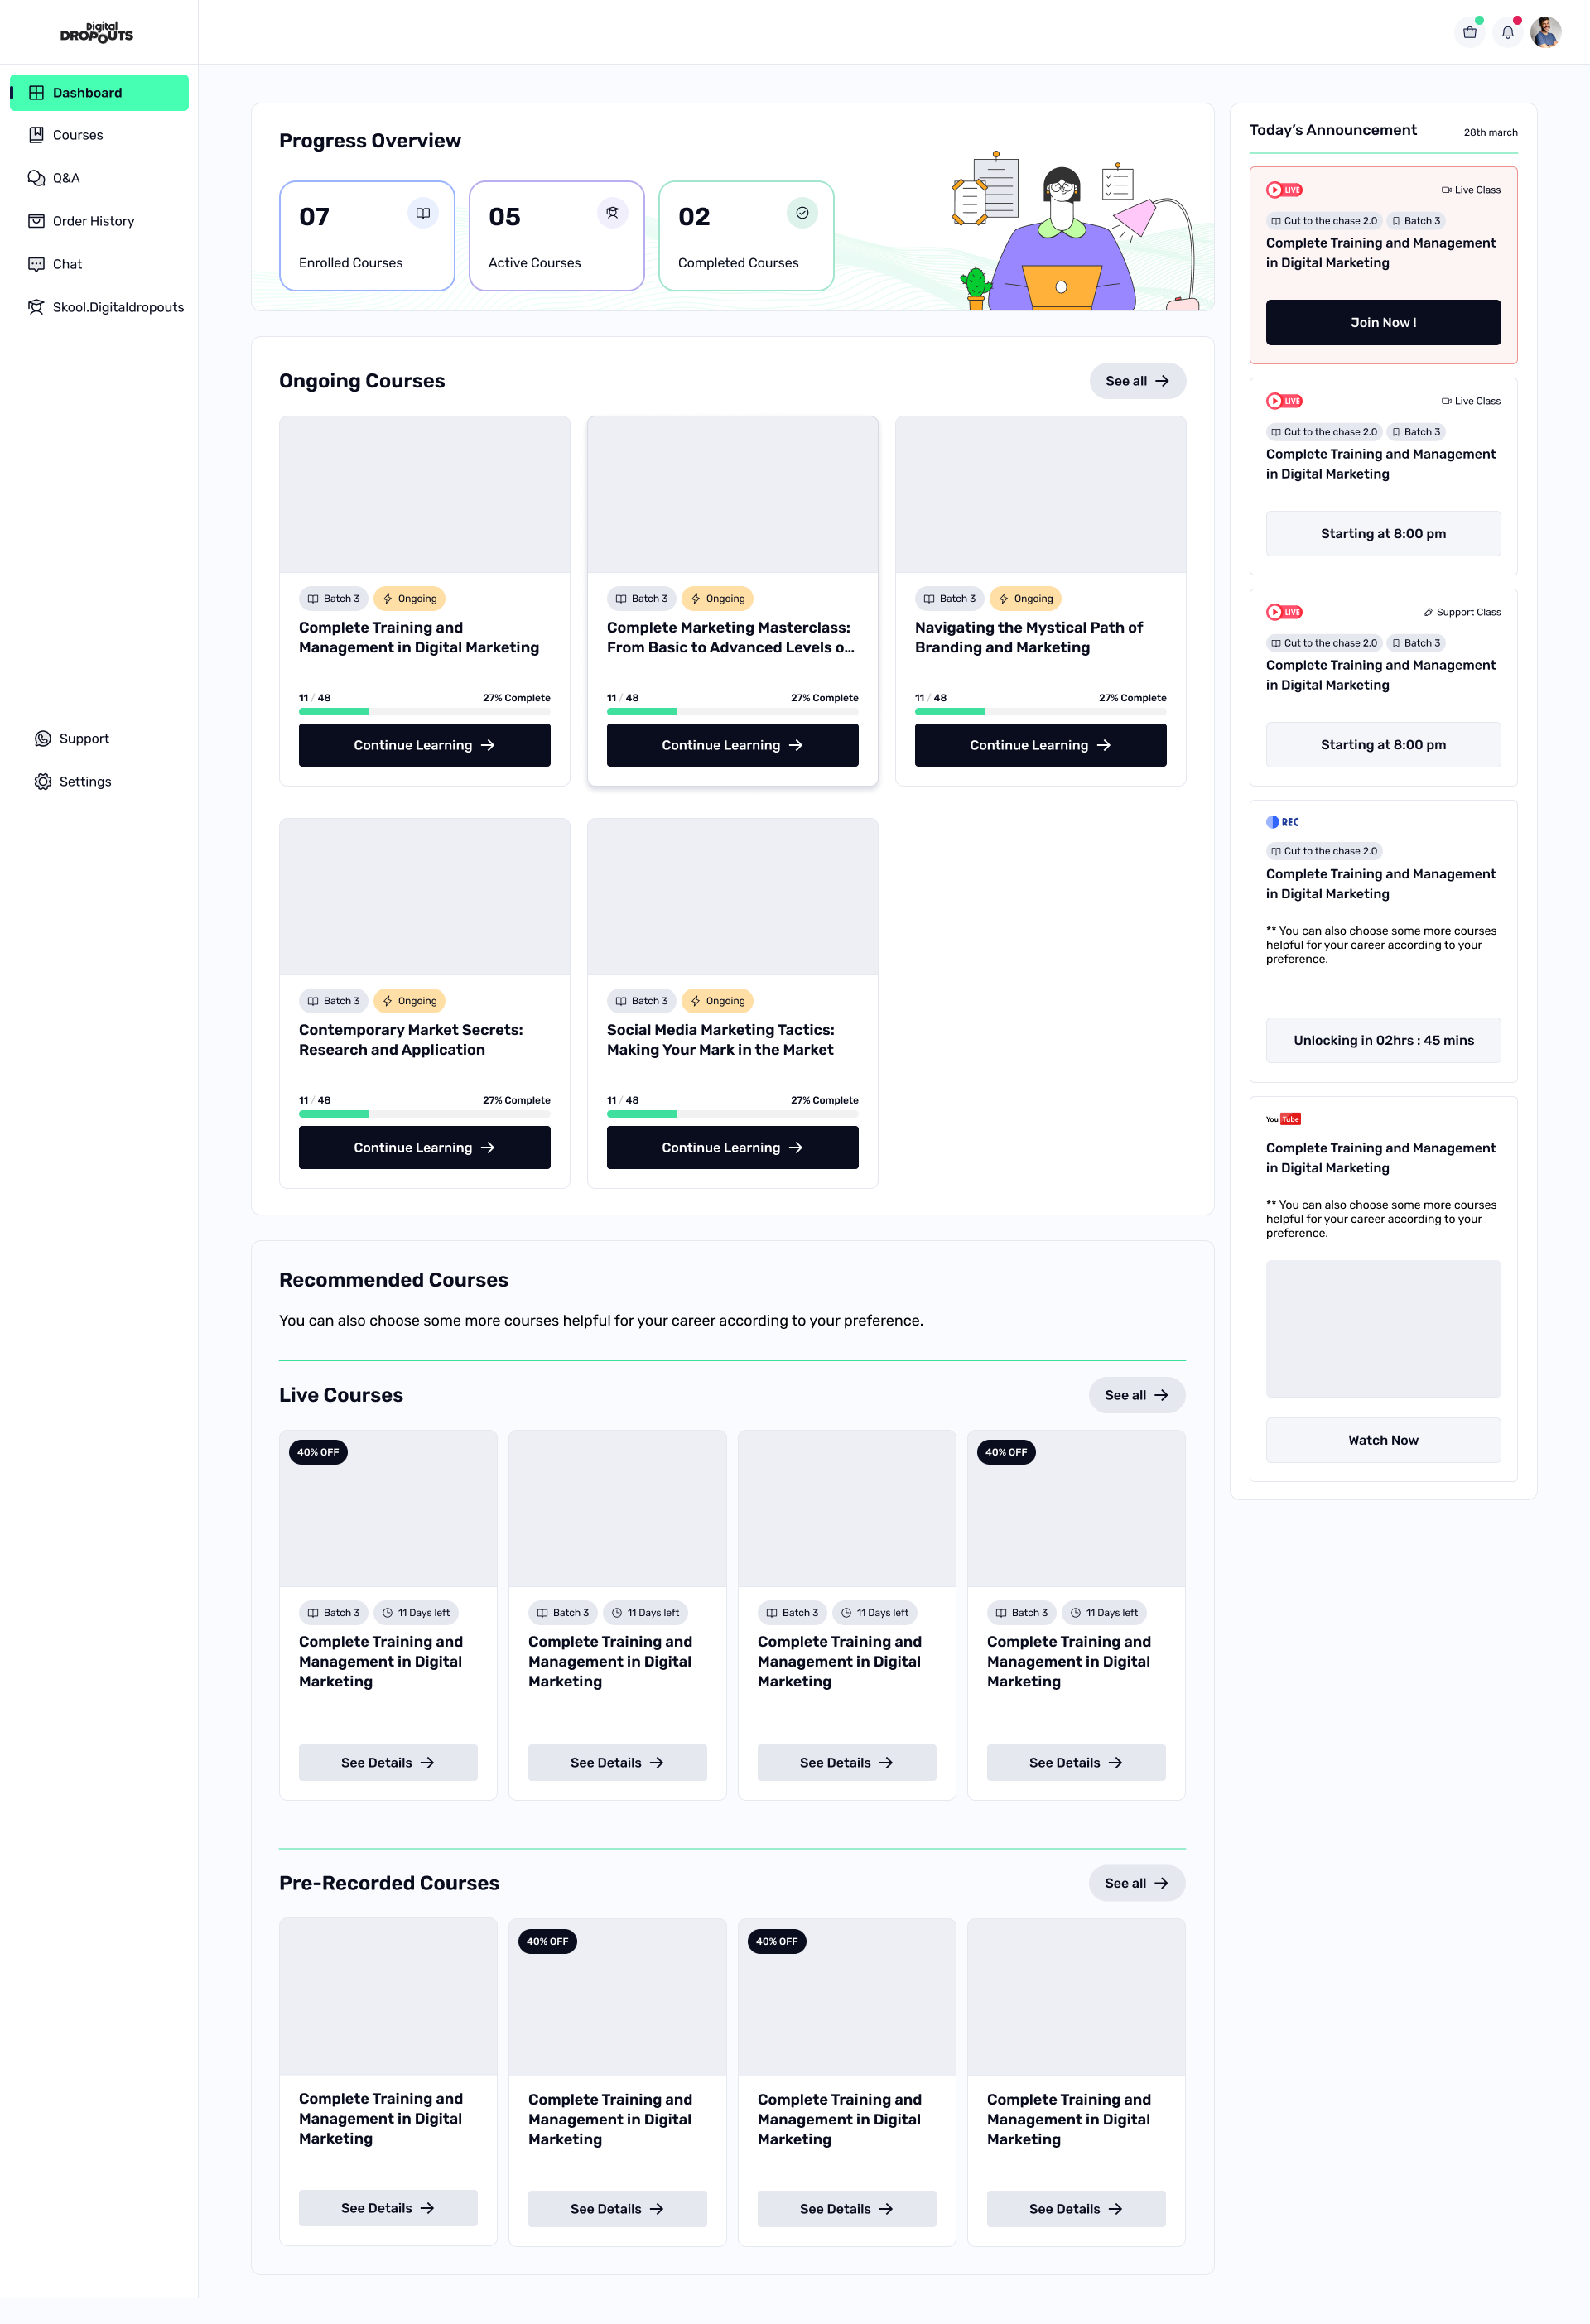 Digital
DROPOUTS
Dashboard
Courses
Q&A
Order History
Chat
Skool.Digitaldropouts
Support
Settings
Progress Overview
07
Enrolled Courses
05
Active Courses
02
Completed Courses
Ongoing Courses
See all
Batch 3 Ongoing
Complete Training and
Management in Digital Marketing
11 / 48 27% Complete
Continue Learning
Batch 3 Ongoing
Complete Marketing Masterclass:
From Basic to Advanced Levels o...
11 / 48 27% Complete
Continue Learning
Batch 3 Ongoing
Navigating the Mystical Path of
Branding and Marketing
11 / 48 27% Complete
Continue Learning
Batch 3 Ongoing
Contemporary Market Secrets:
Research and Application
11 / 48 27% Complete
Continue Learning
Batch 3 Ongoing
Social Media Marketing Tactics:
Making Your Mark in the Market
11 / 48 27% Complete
Continue Learning
Recommended Courses
You can also choose some more courses helpful for your career according to your preference.
Live Courses
See all
40% OFF
Batch 3 11 Days left
Complete Training and
Management in Digital
Marketing
See Details
Batch 3 11 Days left
Complete Training and
Management in Digital
Marketing
See Details
Batch 3 11 Days left
Complete Training and
Management in Digital
Marketing
See Details
40% OFF
Batch 3 11 Days left
Complete Training and
Management in Digital
Marketing
See Details
Pre-Recorded Courses
See all
Complete Training and
Management in Digital
Marketing
See Details
40% OFF
Complete Training and
Management in Digital
Marketing
See Details
40% OFF
Complete Training and
Management in Digital
Marketing
See Details
Complete Training and
Management in Digital
Marketing
See Details
Today's Announcement 28th march
LIVE Live Class
Cut to the chase 2.0 Batch 3
Complete Training and Management
in Digital Marketing
Join Now !
LIVE Live Class
Cut to the chase 2.0 Batch 3
Complete Training and Management
in Digital Marketing
Starting at 8:00 pm
LIVE Support Class
Cut to the chase 2.0 Batch 3
Complete Training and Management
in Digital Marketing
Starting at 8:00 pm
REC
Cut to the chase 2.0
Complete Training and Management
in Digital Marketing
** You can also choose some more courses
helpful for your career according to your
preference.
Unlocking in 02hrs : 45 mins
You Tube
Complete Training and Management
in Digital Marketing
** You can also choose some more courses
helpful for your career according to your
preference.
Watch Now